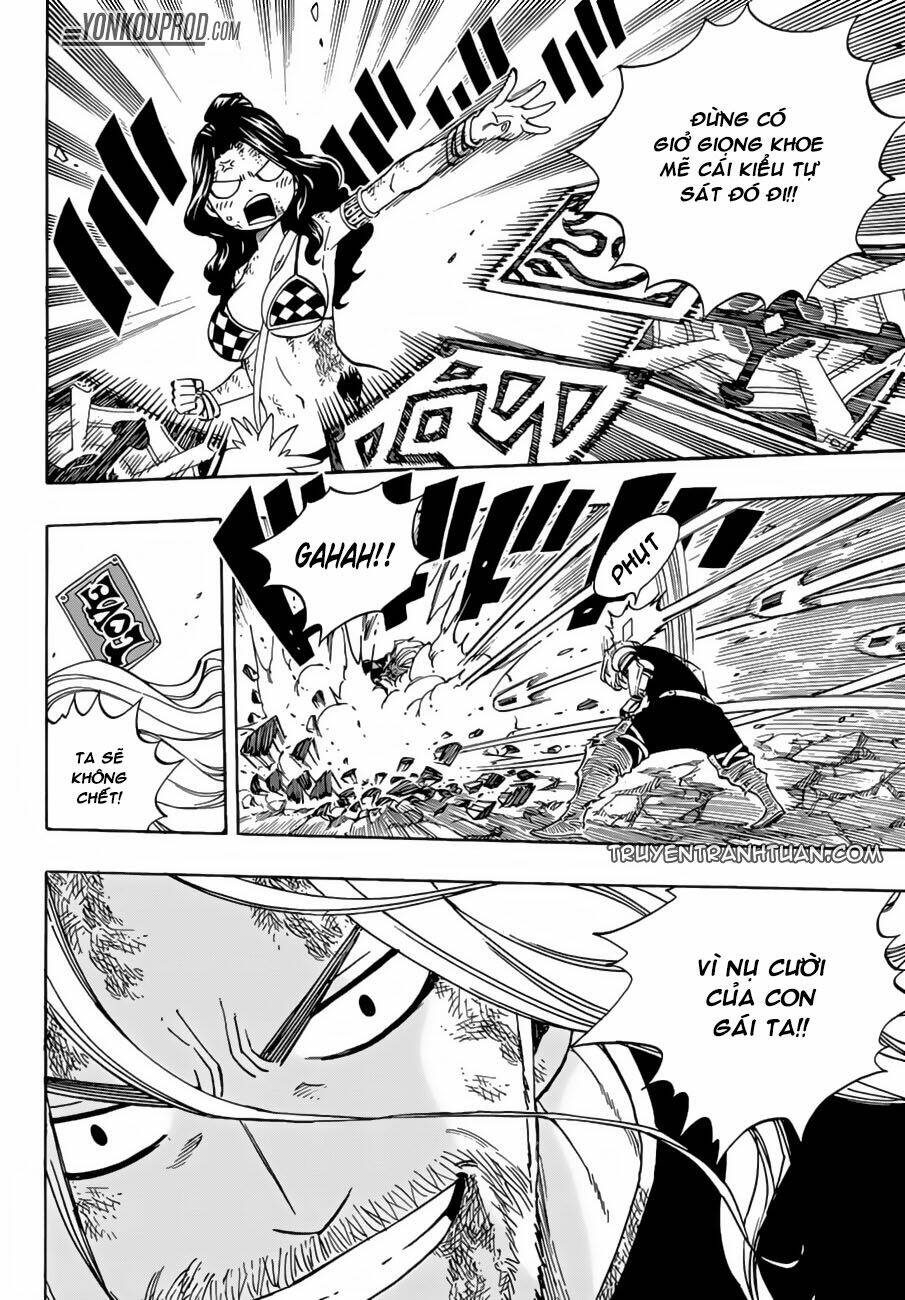 YONKOUPROD.COM
ĐỪNG CÓ
GIỞ GIỌNG KHOE
MẼ CÁI KIỂU TỰ
SÁT ĐÓ ĐI!!
GAHAH!!
PHỤT
LOVE
TA SẼ
KHÔNG
CHẾT!
TRUYENTRANHTUAN.COM
VÌ NỤ CƯỜI
CỦA CON
GÁI TA!!